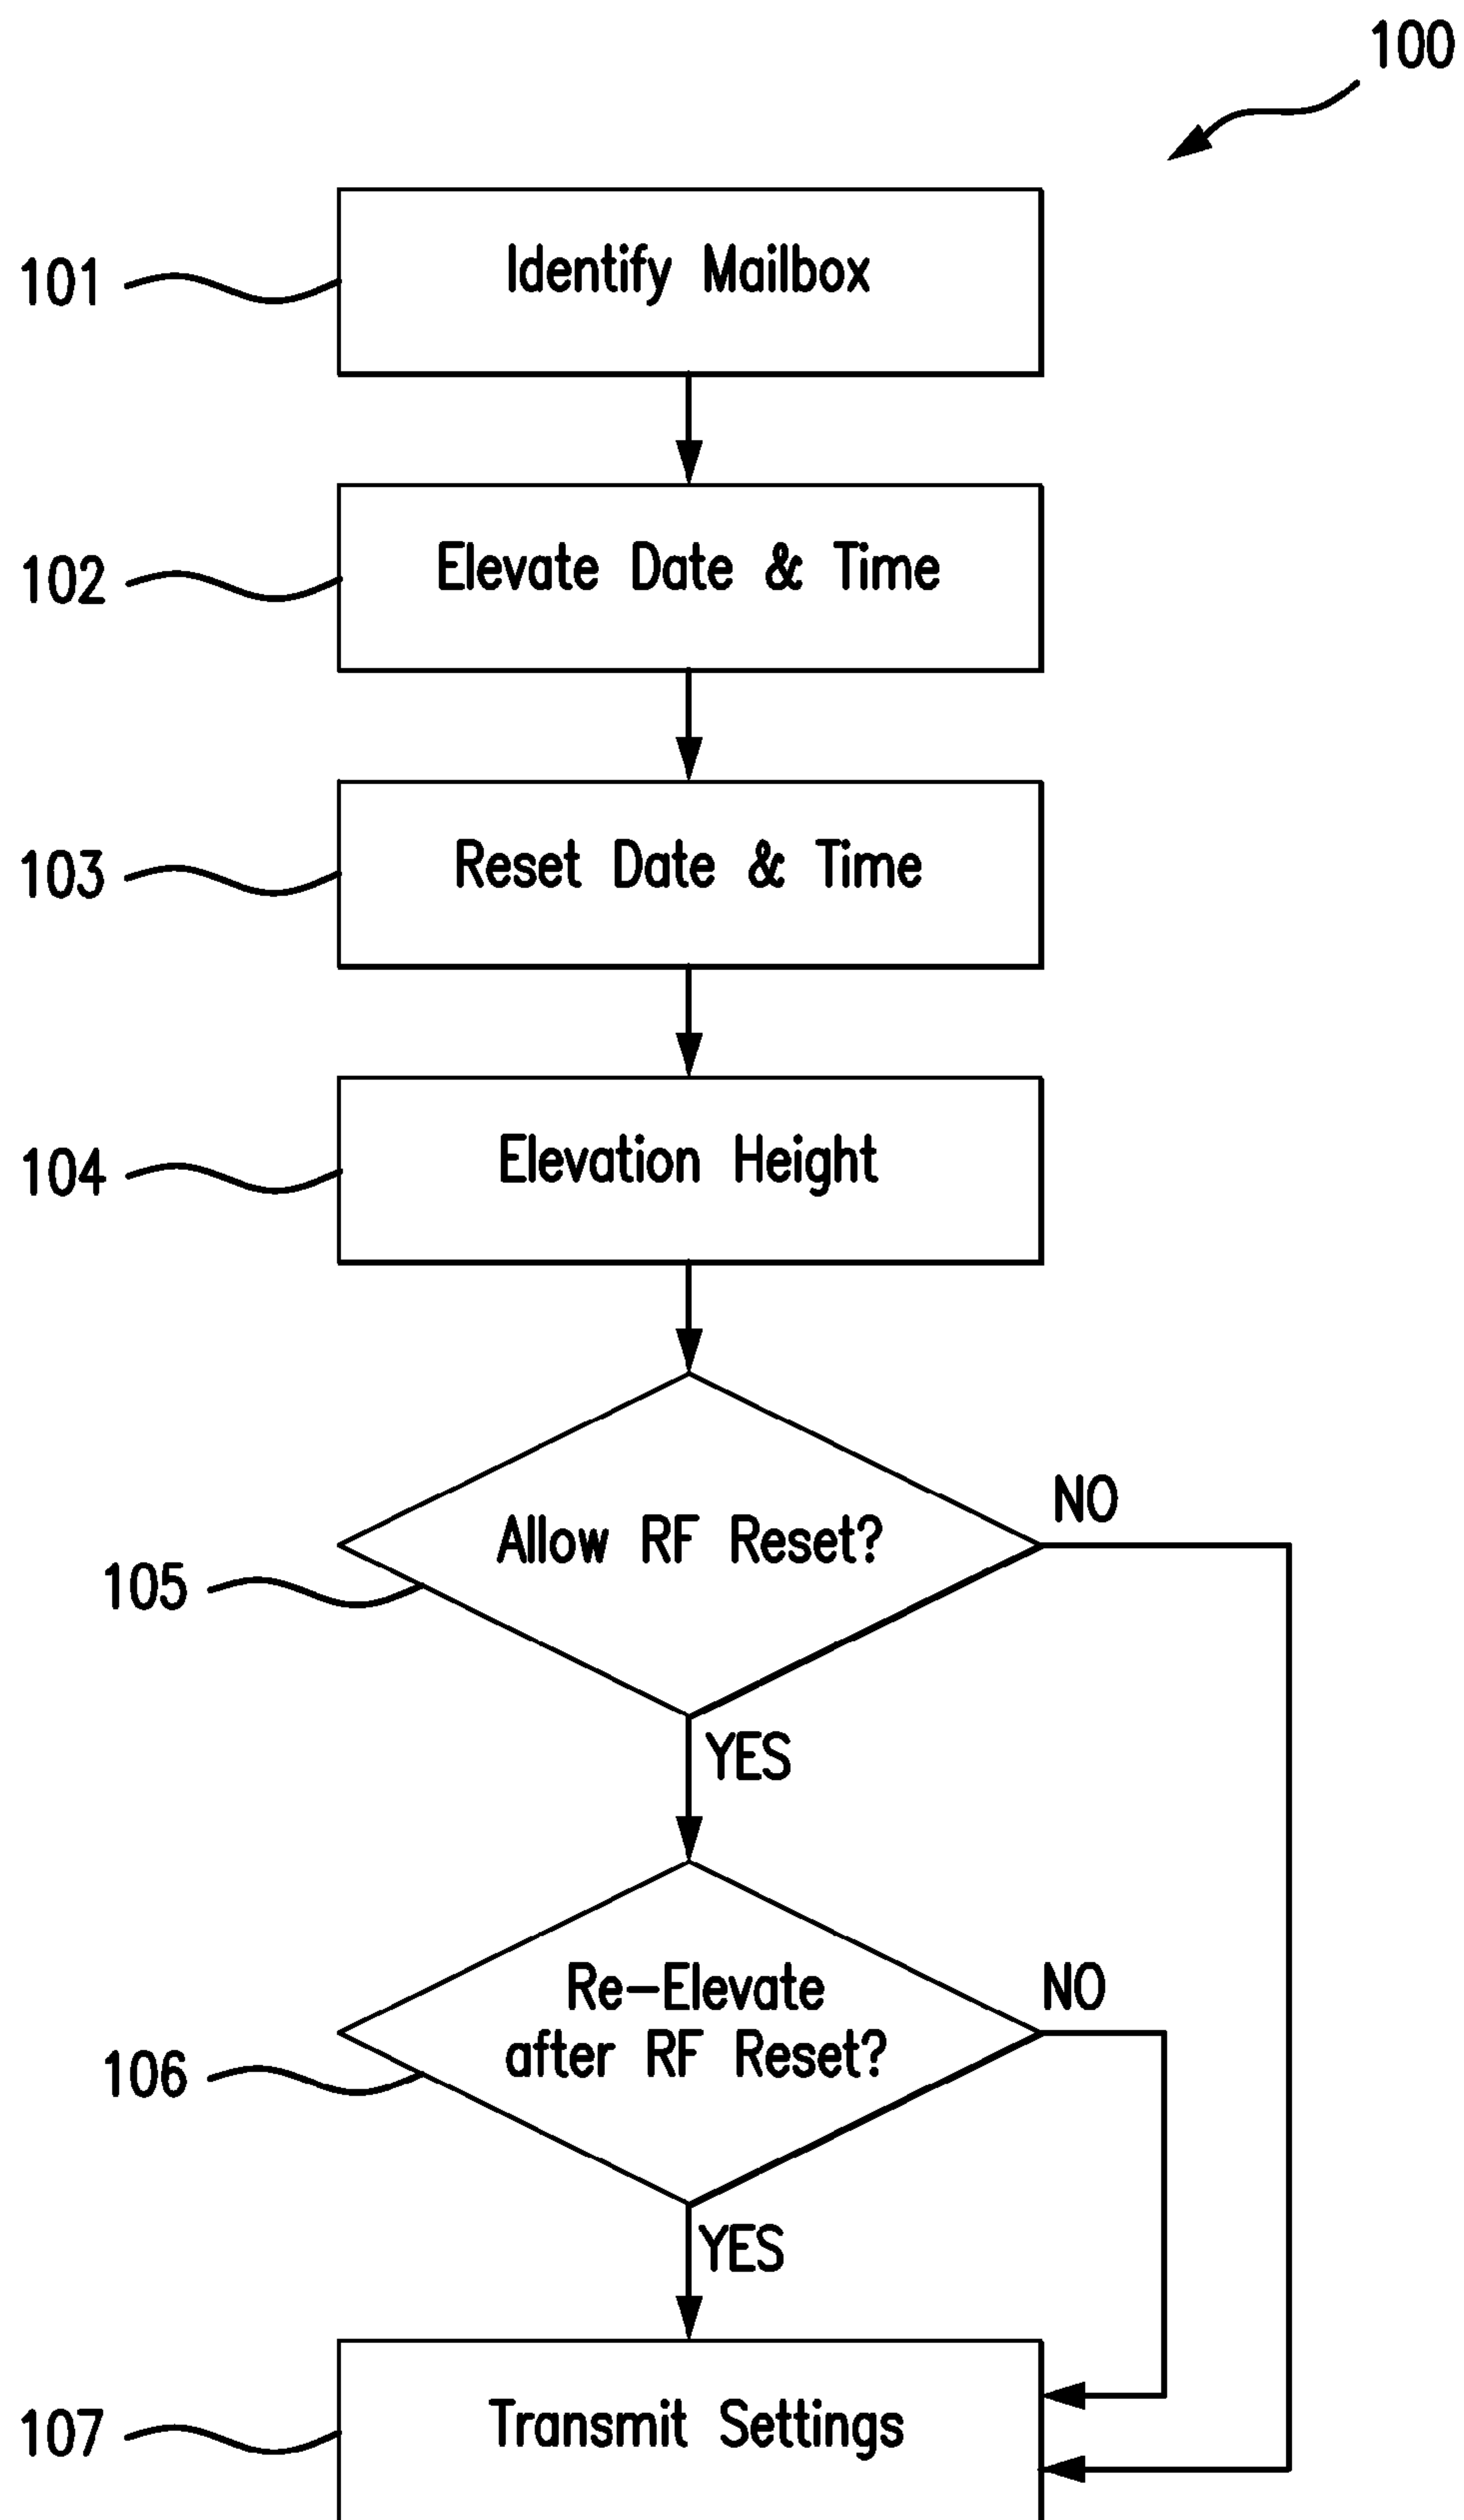 100
101
Identify Mailbox
102
Elevate Date & Time
103
Reset Date & Time
104
Elevation Height
Allow RF Reset?
NO
105
YES
Re-Elevate
after RF Reset?
NO
106
YES
107
Transmit Settings